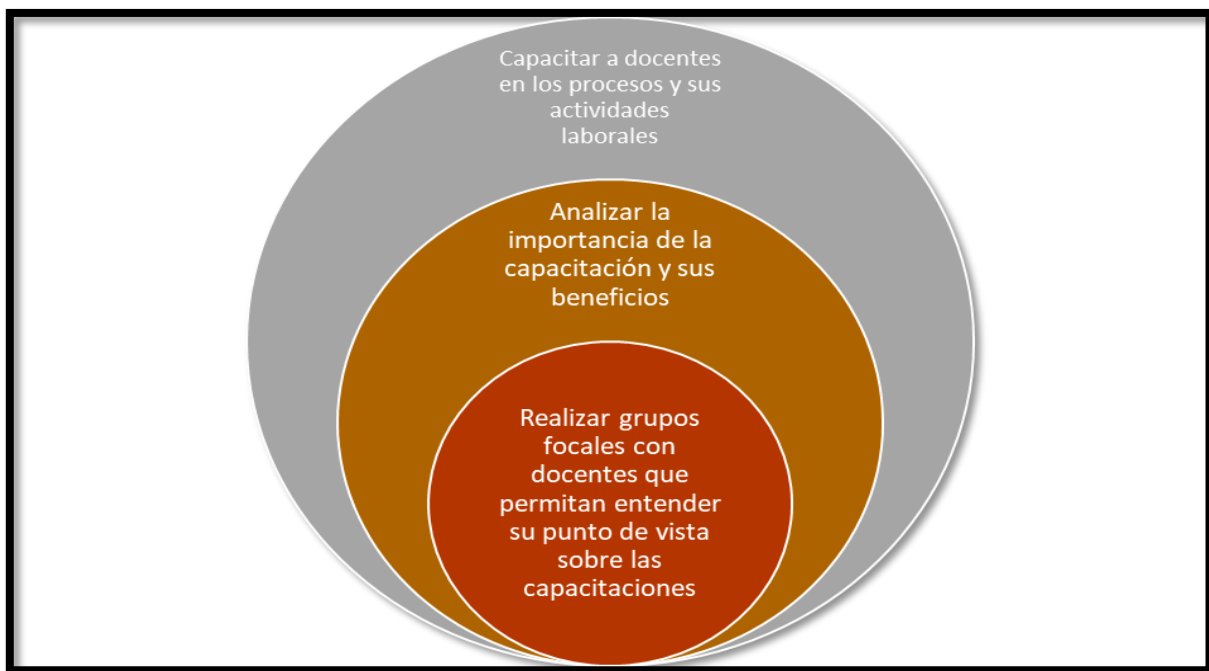 Capacitar a docentes
en los procesos y sus
actividades
laborales
Analizar la
importancia de la
capacitación y sus
beneficios
Realizar grupos
focales con
docentes que
permitan entender
su punto de vista
sobre las
capacitaciones